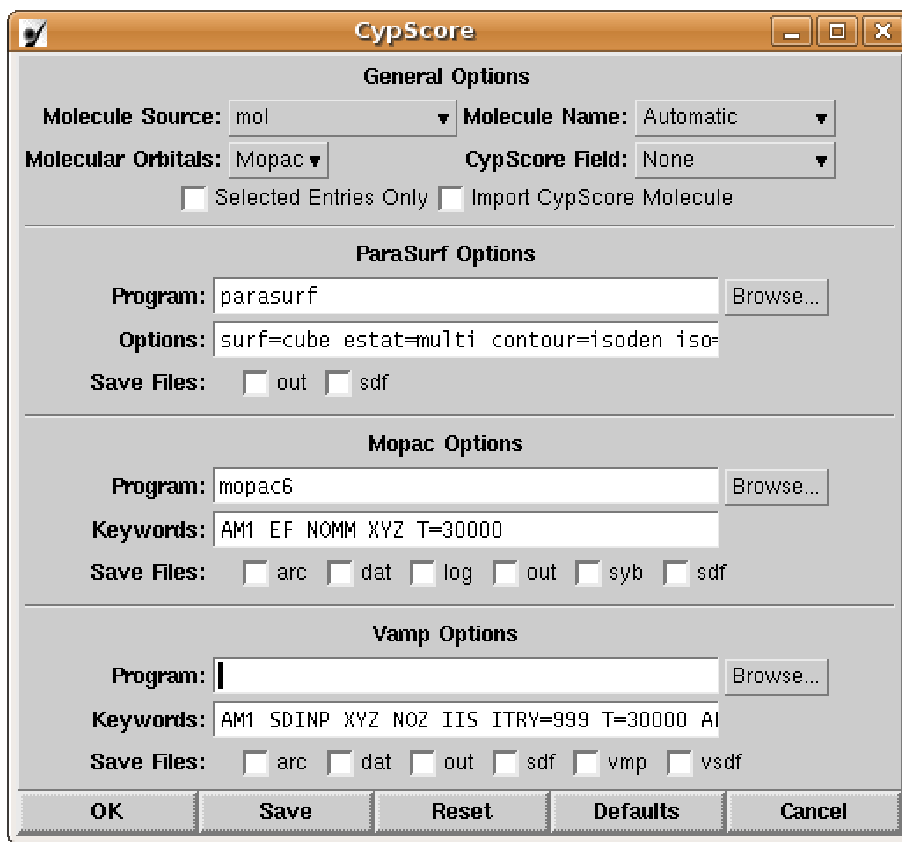 CypScore
General Options
Molecule Source: mol Molecule Name: Automatic
Molecular Orbitals: Mopac CypScore Field: None
Selected Entries Only Import CypScore Molecule
ParaSurf Options
Program: parasurf Browse...
Options: surf=cube estat=multi contour=isoden iso=
Save Files: out sdf
Mopac Options
Program: mopac6 Browse...
Keywords: AM1 EF NOMM XYZ T=30000
Save Files: arc dat log out syb sdf
Vamp Options
Program: Browse...
Keywords: AM1 SDINP XYZ NOZ IIS ITRY=999 T=30000
Save Files: arc dat out sdf vmp vsdf
OK Save Reset Defaults Cancel